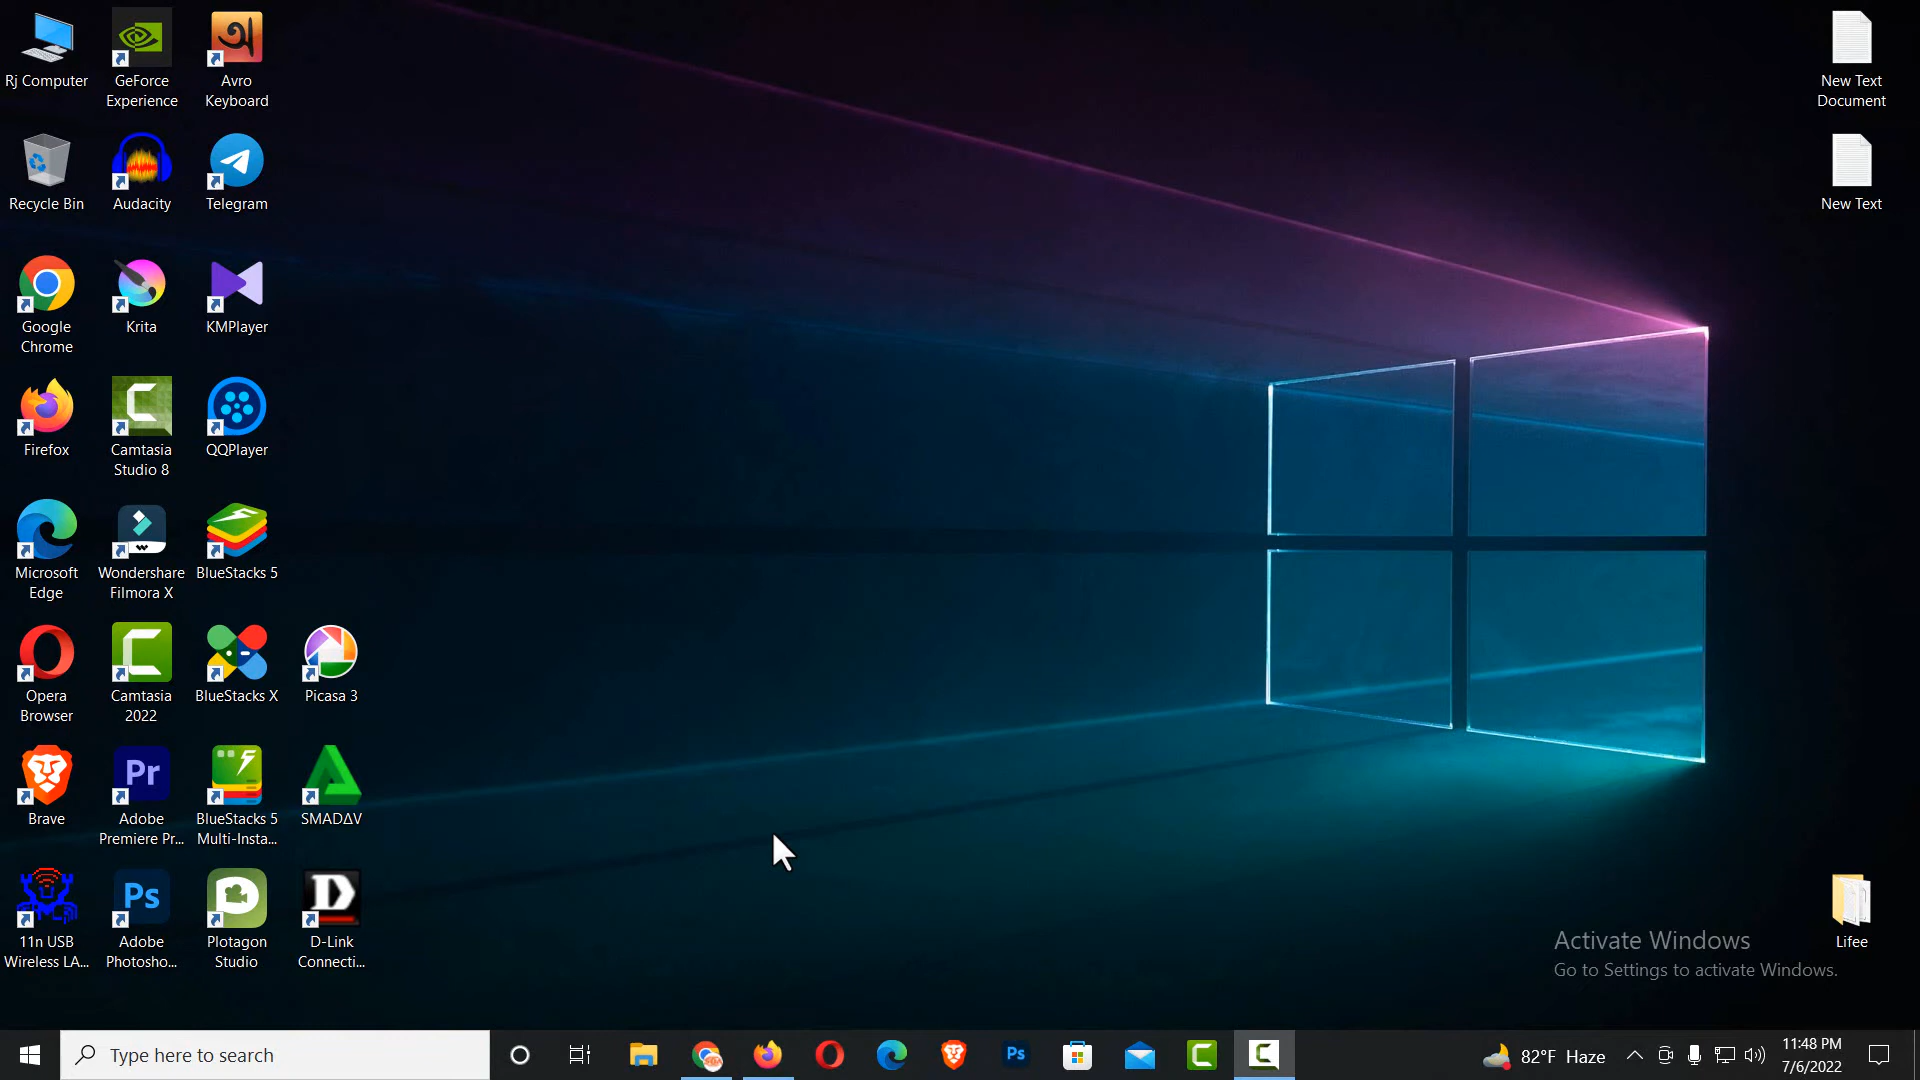 Rj Computer
GeForce
Experience
Avro
Keyboard
New Text
Document
Recycle Bin
Audacity
Telegram
New Text
Google
Chrome
Krita
KMPlayer
Firefox
Camtasia
Studio 8
QQPlayer
Microsoft
Edge
Wondershare
Filmora X
BlueStacks 5
Opera
Browser
Camtasia
2022
BlueStacks X
Picasa 3
Brave
Pr
Adobe
Premiere Pr...
BlueStacks 5
Multi-Insta...
SMADΔV
11n USB
Wireless LA...
Ps
Adobe
Photosho...
Plotagon
Studio
D
D-Link
Connecti...
Lifee
Activate Windows
Go to Settings to activate Windows.
Type here to search
Ps
82°F Haze
11:48 PM
7/6/2022